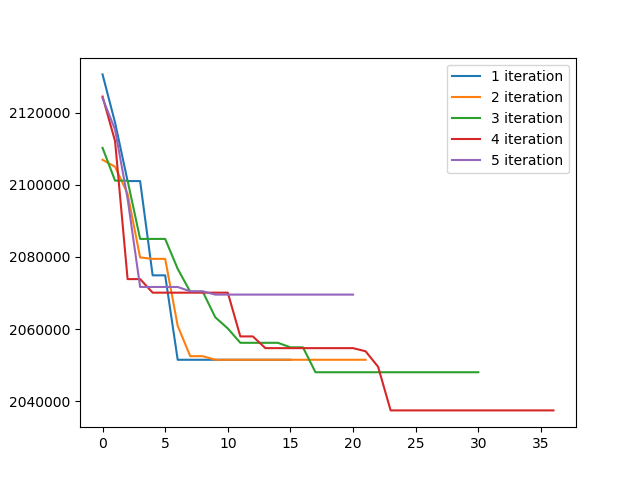 1 iteration
2 iteration
3 iteration
4 iteration
5 iteration
2120000
2100000
2080000
2060000
2040000
0 5 10 15 20 25 30 35